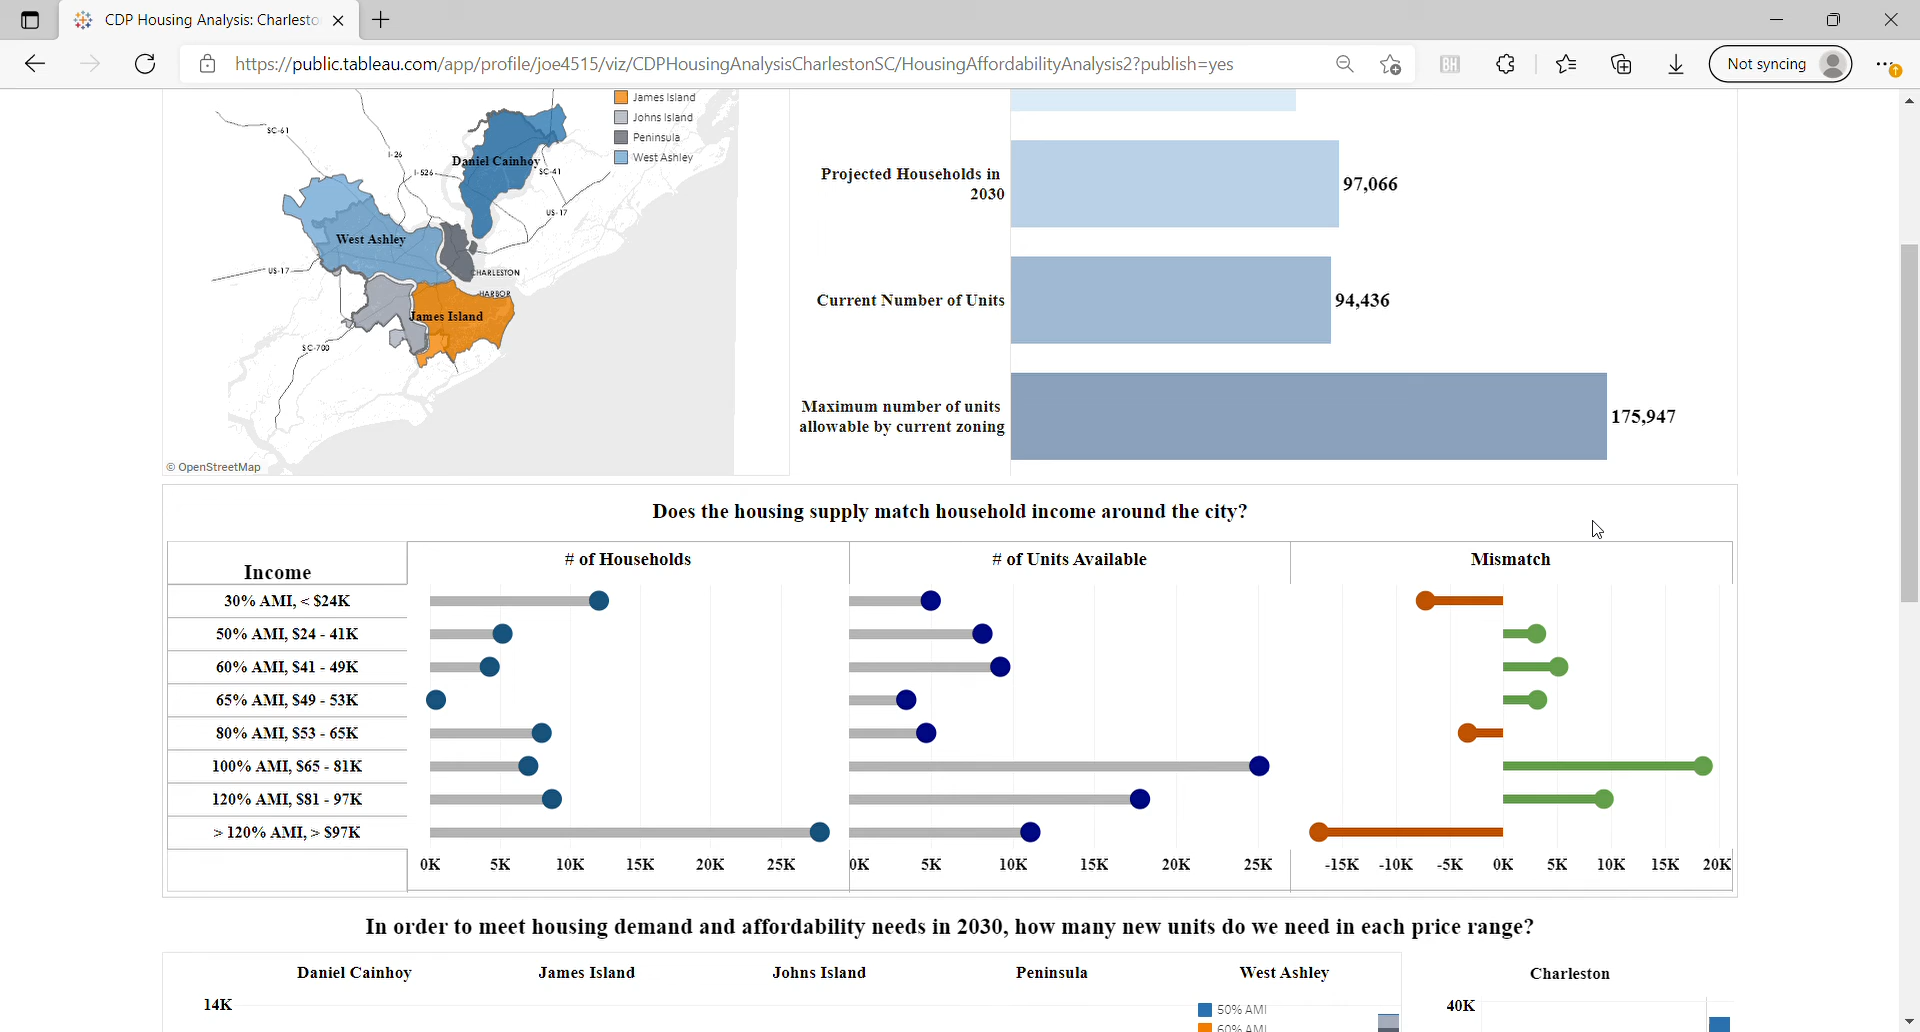 CDP Housing Analysis: Charlesto
https://public.tableau.com/app/profile/joe4515/viz/CDPHousingAnalysisCharlestonSC/HousingAffordabilityAnalysis2?publish=yes
BH
Not syncing
James Island
Johns Island
Peninsula
West Ashley
SC-61
I-26
I-526
Daniel Cainhoy
SC-41
US-17
West Ashley
US-17
CHARLESTON
HARBOR
James Island
SC-700
© OpenStreetMap
Projected Households in
2030
97,066
Current Number of Units
94,436
Maximum number of units
allowable by current zoning
175,947
Does the housing supply match household income around the city?
Income
# of Households
# of Units Available
Mismatch
30% AMI, < $24K
50% AMI, $24 - 41K
60% AMI, $41 - 49K
65% AMI, $49 - 53K
80% AMI, $53 - 65K
100% AMI, $65 - 81K
120% AMI, $81 - 97K
> 120% AMI, > $97K
0K 5K 10K 15K 20K 25K
0K 5K 10K 15K 20K 25K
-15K -10K -5K 0K 5K 10K 15K 20K
In order to meet housing demand and affordability needs in 2030, how many new units do we need in each price range?
Daniel Cainhoy
James Island
Johns Island
Peninsula
West Ashley
Charleston
14K
50% AMI
60% AMI
40K